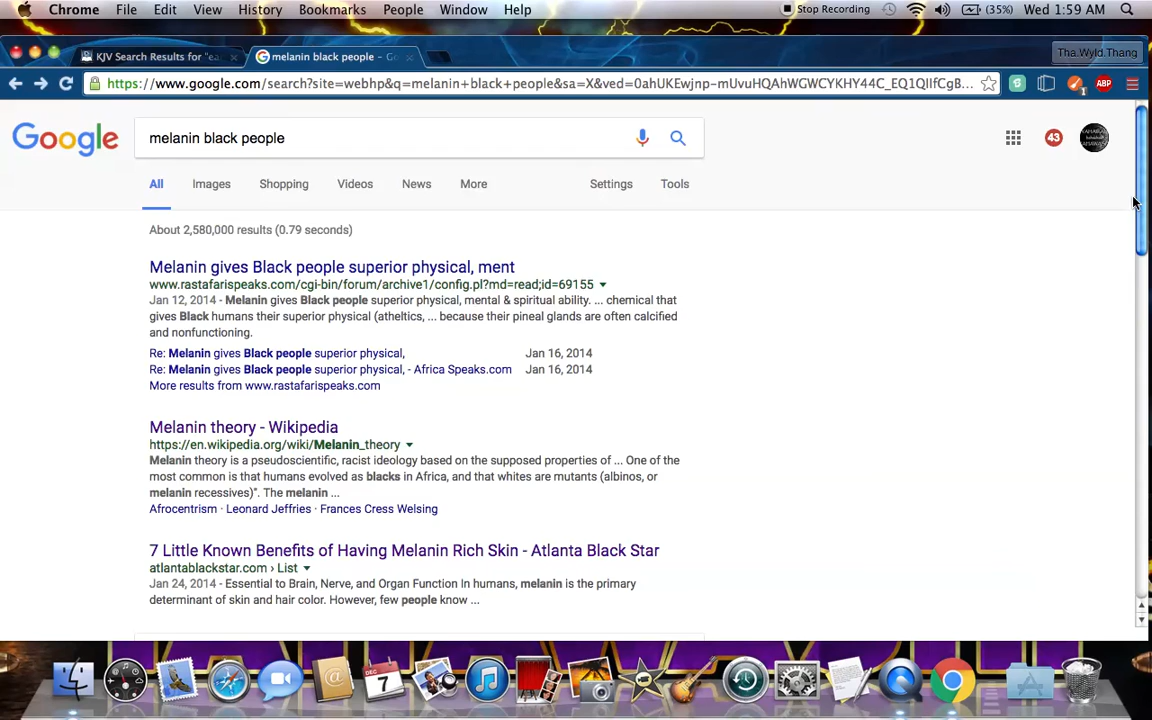 Chrome File Edit View History Bookmarks People Window Help Stop Recording (35%) Wed 1:59 AM
KJV Search Results for "ea melanin black people - G Tha.Wyld.Thang
https://www.google.com/search?site=webhp&q=melanin+black+people&sa=X&ved=0ahUKEwjnp-mUvuHQAhWGWCYKHY44C_EQ1QIIfCgB... 1 ABP
Google melanin black people 43
All Images Shopping Videos News More Settings Tools
About 2,580,000 results (0.79 seconds)
Melanin gives Black people superior physical, ment
www.rastafarispeaks.com/cgi-bin/forum/archive1/config.pl?md=read;id=69155
Jan 12, 2014 - Melanin gives Black people superior physical, mental & spiritual ability. ... chemical that
gives Black humans their superior physical (atheltics, ... because their pineal glands are often calcified
and nonfunctioning.
Re: Melanin gives Black people superior physical, Jan 16, 2014
Re: Melanin gives Black people superior physical, - Africa Speaks.com Jan 16, 2014
More results from www.rastafarispeaks.com
Melanin theory - Wikipedia
https://en.wikipedia.org/wiki/Melanin_theory
Melanin theory is a pseudoscientific, racist ideology based on the supposed properties of ... One of the
most common is that humans evolved as blacks in Africa, and that whites are mutants (albinos, or
melanin recessives)". The melanin ...
Afrocentrism · Leonard Jeffries · Frances Cress Welsing
7 Little Known Benefits of Having Melanin Rich Skin - Atlanta Black Star
atlantablackstar.com › List
Jan 24, 2014 - Essential to Brain, Nerve, and Organ Function In humans, melanin is the primary
determinant of skin and hair color. However, few people know ...
DEC
7